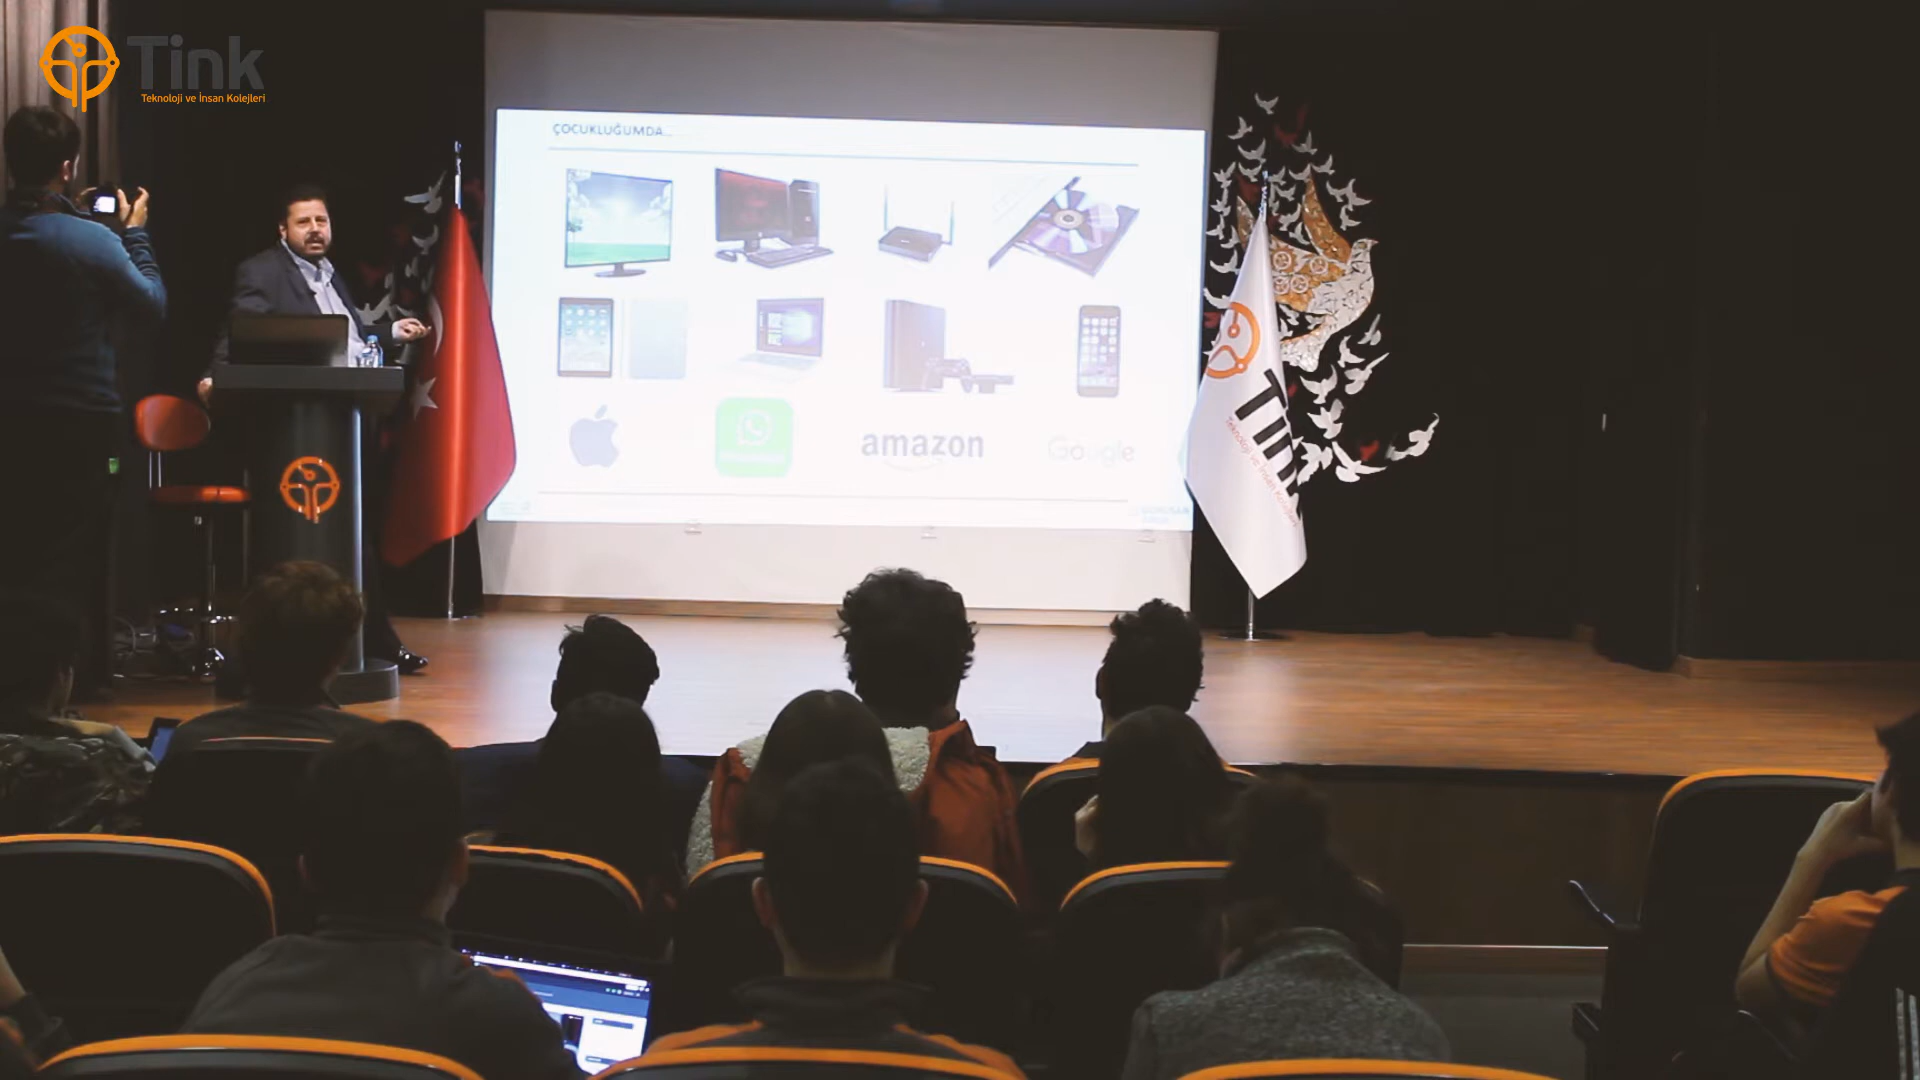 Tink
Teknoloji ve İnsan Kolejleri
ÇOCUKLUĞUMDA...
amazon
Google
Tink
Teknoloji ve İnsan Kolejleri